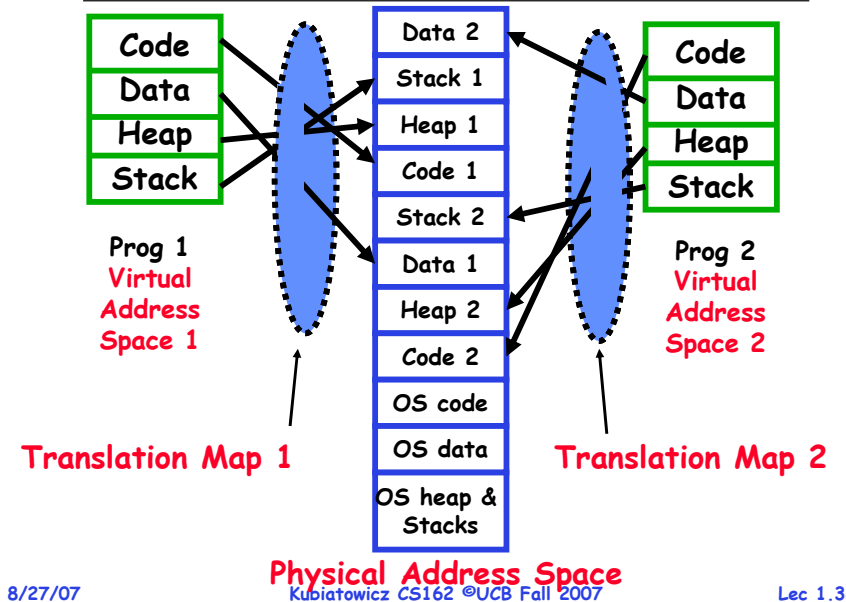 Code
Data
Heap
Stack
Prog 1
Virtual
Address
Space 1
Data 2
Stack 1
Heap 1
Code 1
Stack 2
Data 1
Heap 2
Code 2
OS code
OS data
OS heap &
Stacks
Code
Data
Heap
Stack
Prog 2
Virtual
Address
Space 2
Translation Map 1
Translation Map 2
Physical Address Space
8/27/07
Kubiatowicz CS162 ©UCB Fall 2007
Lec 1.3